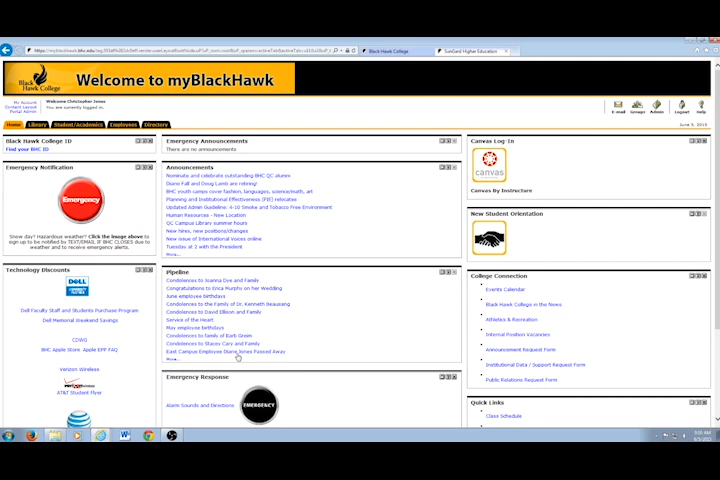 Black Hawk College
SunGard Higher Education
Black
Hawk College
Welcome to myBlackHawk
My Account
Content Layout
Portal Admin
Welcome Christopher Jones
You are currently logged in.
E-mail
Groups
Admin
Logout
Help
Home
Library
Student/Academics
Employees
Directory
June 5, 2015
Black Hawk College ID
Find your BHC ID
Emergency Notification
Emergency
Snow day? Hazardous weather? Click the image above to
sign up to be notified by TEXT/EMAIL IF BHC CLOSES due to
weather and to receive emergency alerts.
Technology Discounts
DELL
Dell Faculty Staff and Students Purchase Program
Dell Memorial Weekend Savings
CDWG
BHC Apple Store Apple EPP FAQ
Verizon Wireless
verizon
AT&T Student Flyer
at&t
Emergency Announcements
There are no announcements
Announcements
Nominate and celebrate outstanding BHC QC alumni
Diane Fall and Doug Lamb are retiring!
BHC youth camps cover fashion, languages, science/math, art
Planning and Institutional Effectiveness (PIE) relocates
Updated Admin Guideline: 4-10 Smoke and Tobacco Free Environment
Human Resources - New Location
QC Campus Library summer hours
New hires, new positions/changes
New issue of International Voices online
Tuesday at 2 with the President
More...
Pipeline
Condolences to Joanna Dye and Family
Congratulations to Erica Murphy on her Wedding
June employee birthdays
Condolences to the Family of Dr. Kenneth Beaurang
Condolences to David Ellison and Family
Service of the Heart
May employee birthdays
Condolences to family of Barb Greim
Condolences to Stacey Cary and Family
East Campus Employee Diane Jones Passed Away
More...
Emergency Response
Alarm Sounds and Directions
EMERGENCY
Canvas Log-In
canvas
Canvas By Instructure
New Student Orientation
College Connection
Events Calendar
Black Hawk College in the News
Athletics & Recreation
Internal Position Vacancies
Announcement Request Form
Institutional Data / Support Request Form
Public Relations Request Form
Quick Links
Class Schedule
6/5/2015